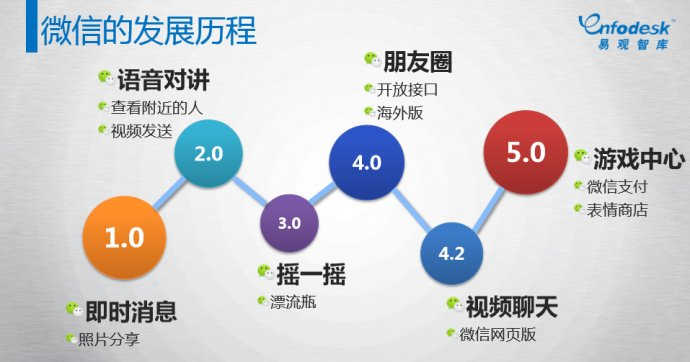 微信的发展历程
enfodesk™
易观智库
语音对讲
查看附近的人
视频发送
2.0
朋友圈
开放接口
海外版
4.0
5.0
游戏中心
微信支付
表情商店
1.0
即时消息
照片分享
3.0
摇一摇
漂流瓶
4.2
视频聊天
微信网页版